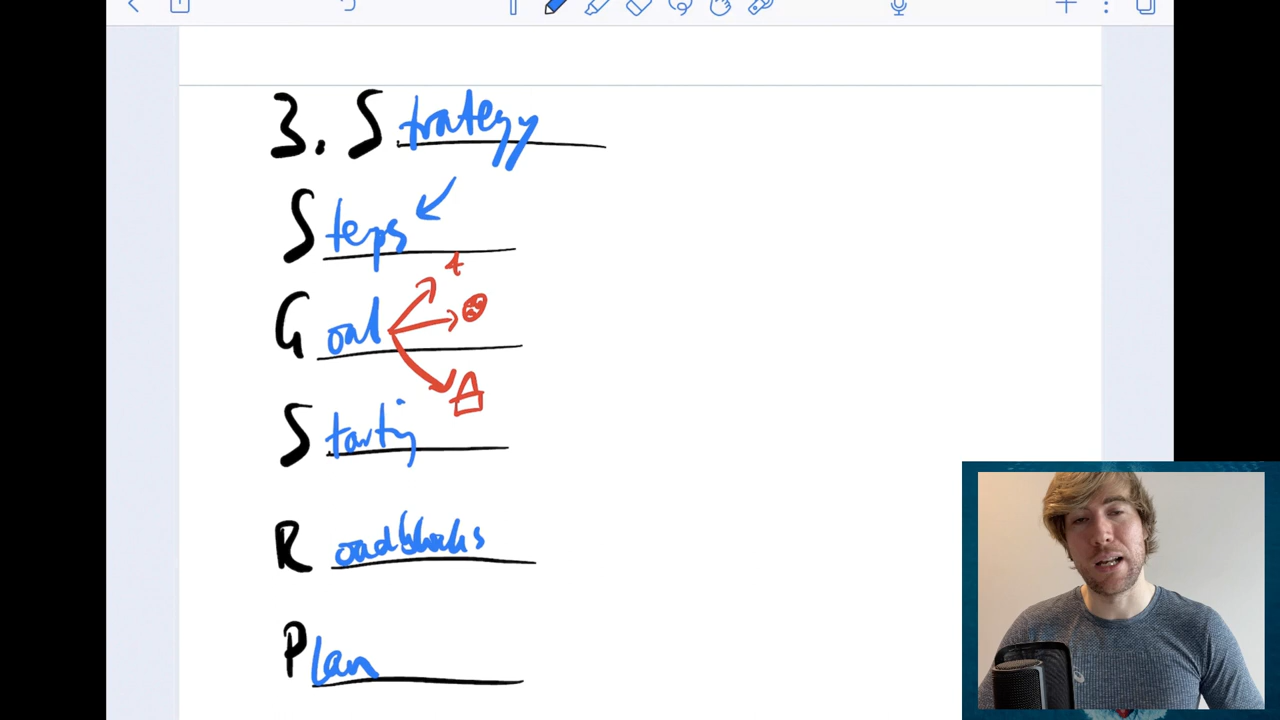 3. Strategy
Steps
Goal
Starting
Roadblocks
Plan